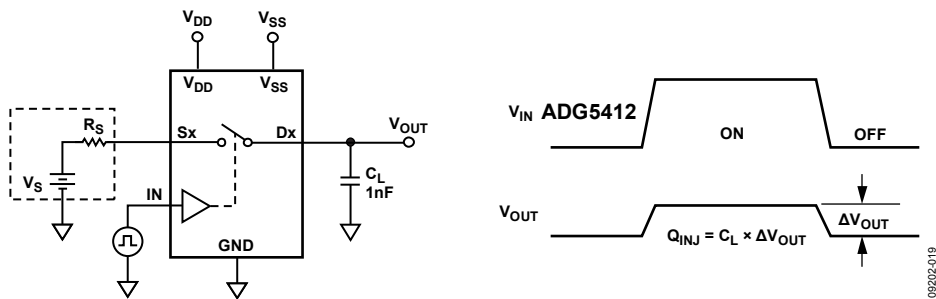 VDD
VSS
VDD
VSS
RS
Sx
Dx
VOUT
VS
IN
CL
1nF
GND
VIN ADG5412
ON
OFF
VOUT
ΔVOUT
QINJ = CL × ΔVOUT
09202-019